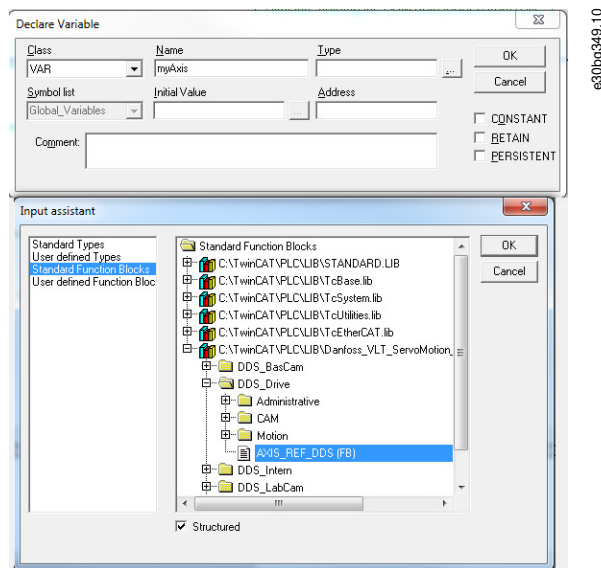 Declare Variable
Class Name Type
VAR myAxis
OK
Cancel
Symbol list Initial Value Address
Global_Variables
CONSTANT
RETAIN
PERSISTENT
Comment:
e30bg349.10
Input assistant
Standard Types
User defined Types
Standard Function Blocks
User defined Function Bloc
Standard Function Blocks
C:\TwinCAT\PLC\LIB\STANDARD.LIB
C:\TwinCAT\PLC\LIB\TcBase.lib
C:\TwinCAT\PLC\LIB\TcSystem.lib
C:\TwinCAT\PLC\LIB\TcUtilities.lib
C:\TwinCAT\PLC\LIB\TcEtherCAT.lib
C:\TwinCAT\PLC\LIB\Danfoss_VLT_ServoMotion_
DDS_BasCam
DDS_Drive
Administrative
CAM
Motion
AXIS_REF_DDS (FB)
DDS_Intern
DDS_LabCam
OK
Cancel
Structured